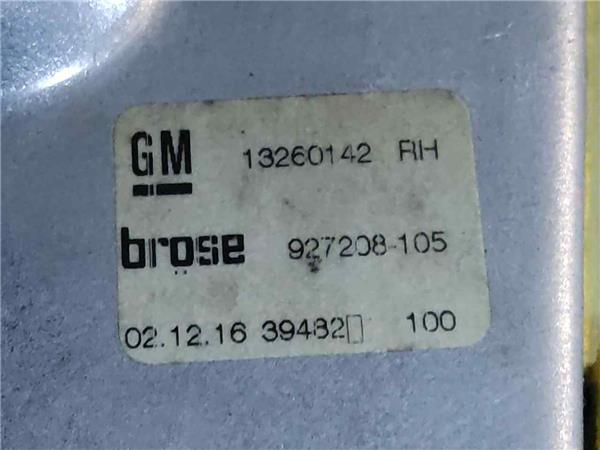 GM 13260142 RH
brose 927208-105
02.12.16 39482▯ 100